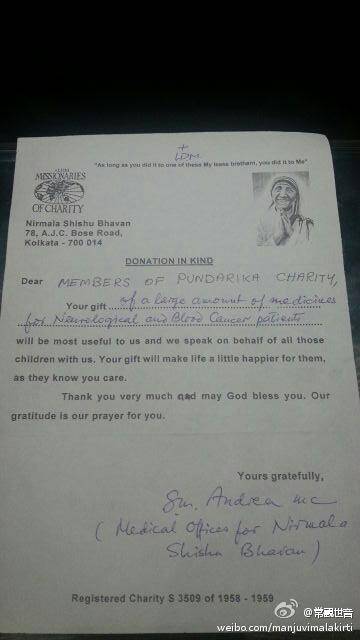 +
LDM
"As long as you did it to one of these My leass brethern, you did it to Me"
MISSIONARIES
OF CHARITY
Nirmala Shishu Bhavan
78, A.J.C. Bose Road,
Kolkata - 700 014
DONATION IN KIND
Dear MEMBERS OF PUNDARIKA CHARITY,
Your gift of a large amount of medicines
for Neurological and Blood Cancer patients
will be most useful to us and we speak on behalf of all those
children with us. Your gift will make life a little happier for them,
as they know you care.
Thank you very much and may God bless you. Our
gratitude is our prayer for you.
Yours gratefully,
Sm. Andrea mc
( Medical Offices for Nirmala
Shishu Bhavan )
Registered Charity S 3509 of 1958 - 1959
@常飁世音
weibo.com/manjuvimalakirti